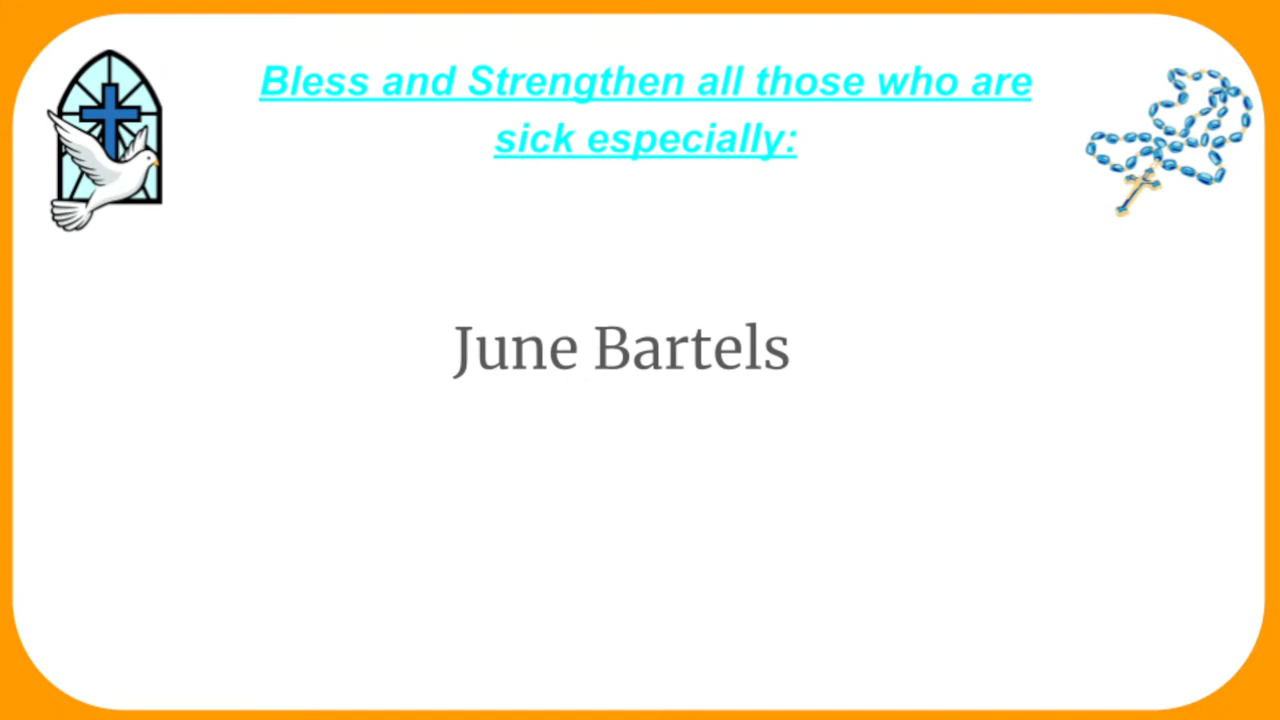 Bless and Strengthen all those who are
sick especially:
June Bartels